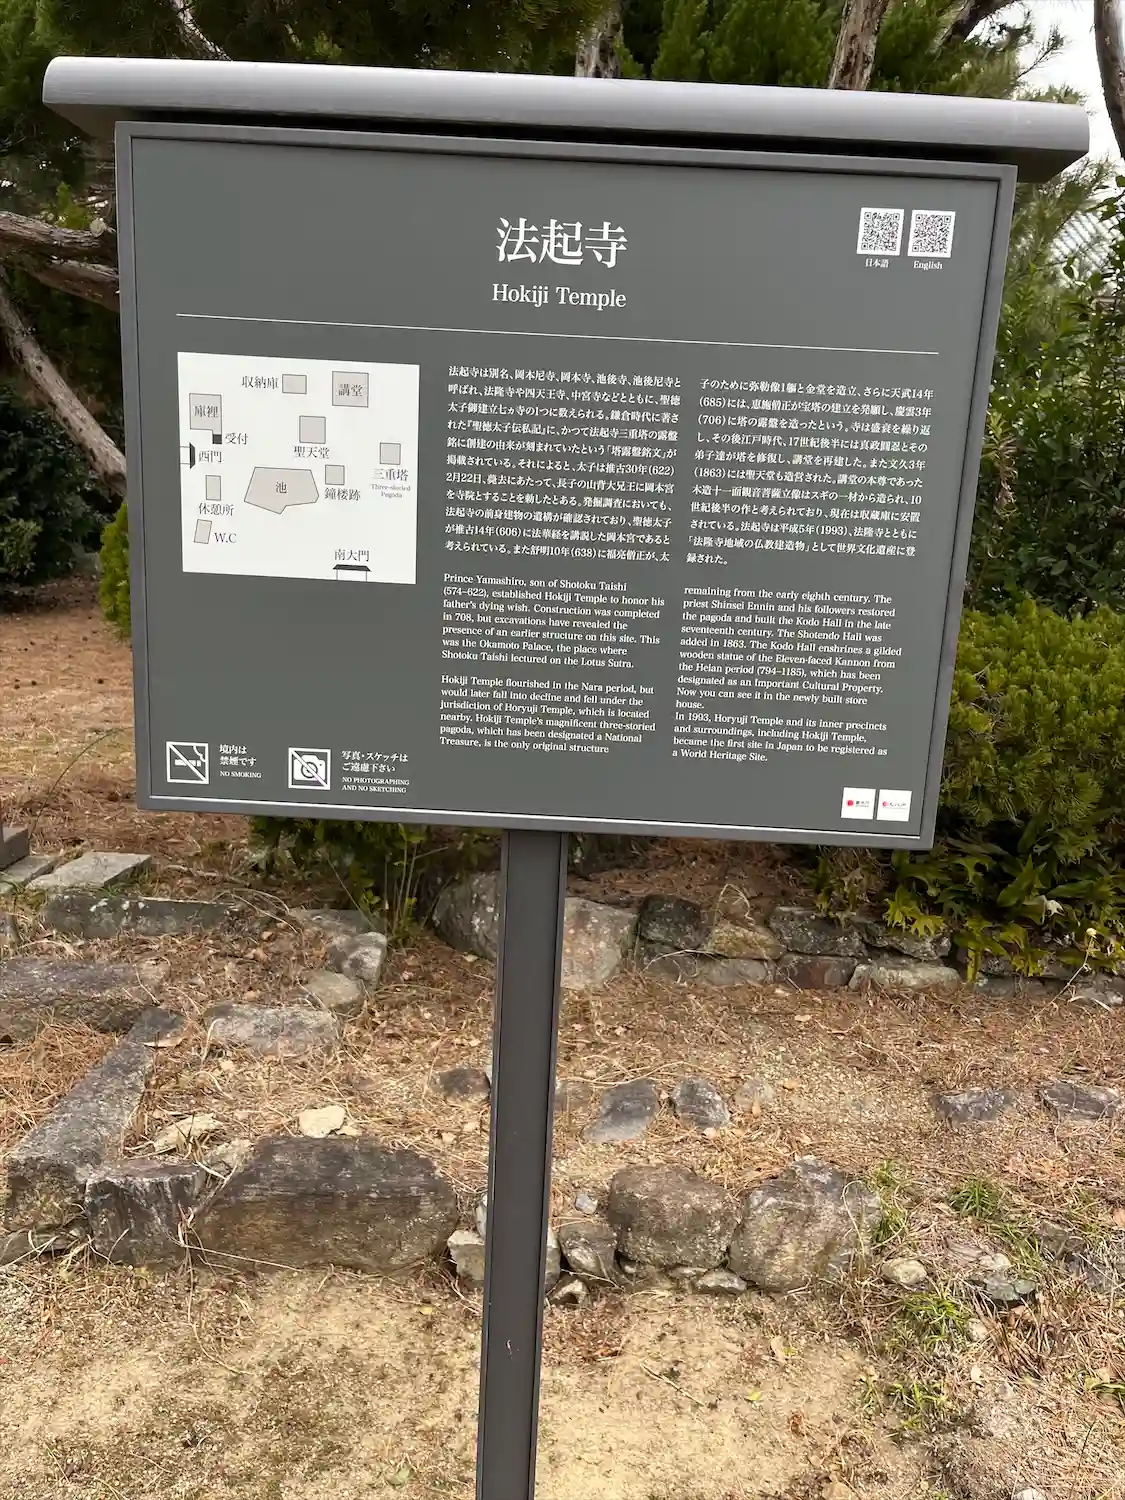 法起寺
Hokiji Temple
日本語
English
収納庫
講堂
庫裡
受付
西門
聖天堂
三重塔
Three-storied
Pagoda
池
鐘楼跡
休憩所
W.C
南大門
法起寺は別名、岡本尼寺、岡本寺、池後寺、池後尼寺と
呼ばれ、法隆寺や四天王寺、中宮寺などとともに、聖徳
太子御建立七ヵ寺の1つに数えられる。鎌倉時代に著さ
れた『聖徳太子伝私記』に、かつて法起寺三重塔の露盤
銘に創建の由来が刻まれていたという「塔露盤銘文」が
掲載されている。それによると、太子は推古30年(622)
2月22日、薨去にあたって、長子の山背大兄王に岡本宮
を寺院とすることを勅したとある。発掘調査においても、
法起寺の前身建物の遺構が確認されており、聖徳太子
が推古14年(606)に法華経を講説した岡本宮であると
考えられている。また舒明10年(638)に福亮僧正が、太
子のために弥勒像1軀と金堂を造立、さらに天武14年
(685)には、恵施僧正が宝塔の建立を発願し、慶雲3年
(706)に塔の露盤を造ったという。寺は盛衰を繰り返
し、その後江戸時代、17世紀後半には真政圓忍とその
弟子達が塔を修復し、講堂を再建した。また文久3年
(1863)には聖天堂も造営された。講堂の本尊であった
木造十一面観音菩薩立像はスギの一材から造られ、10
世紀後半の作と考えられており、現在は収蔵庫に安置
されている。法起寺は平成5年(1993)、法隆寺とともに
「法隆寺地域の仏教建造物」として世界文化遺産に登
録された。
Prince Yamashiro, son of Shotoku Taishi
(574–622), established Hokiji Temple to honor his
father's dying wish. Construction was completed
in 708, but excavations have revealed the
presence of an earlier structure on this site. This
was the Okamoto Palace, the place where
Shotoku Taishi lectured on the Lotus Sutra.
Hokiji Temple flourished in the Nara period, but
would later fall into decline and fell under the
jurisdiction of Horyuji Temple, which is located
nearby. Hokiji Temple's magnificent three-storied
pagoda, which has been designated a National
Treasure, is the only original structure
remaining from the early eighth century. The
priest Shinsei Ennin and his followers restored
the pagoda and built the Kodo Hall in the late
seventeenth century. The Shotendo Hall was
added in 1863. The Kodo Hall enshrines a gilded
wooden statue of the Eleven-faced Kannon from
the Heian period (794–1185), which has been
designated as an Important Cultural Property.
Now you can see it in the newly built store
house.
In 1993, Horyuji Temple and its inner precincts
and surroundings, including Hokiji Temple,
became the first site in Japan to be registered as
a World Heritage Site.
境内は
禁煙です
NO SMOKING
写真・スケッチは
ご遠慮下さい
NO PHOTOGRAPHING
AND NO SKETCHING